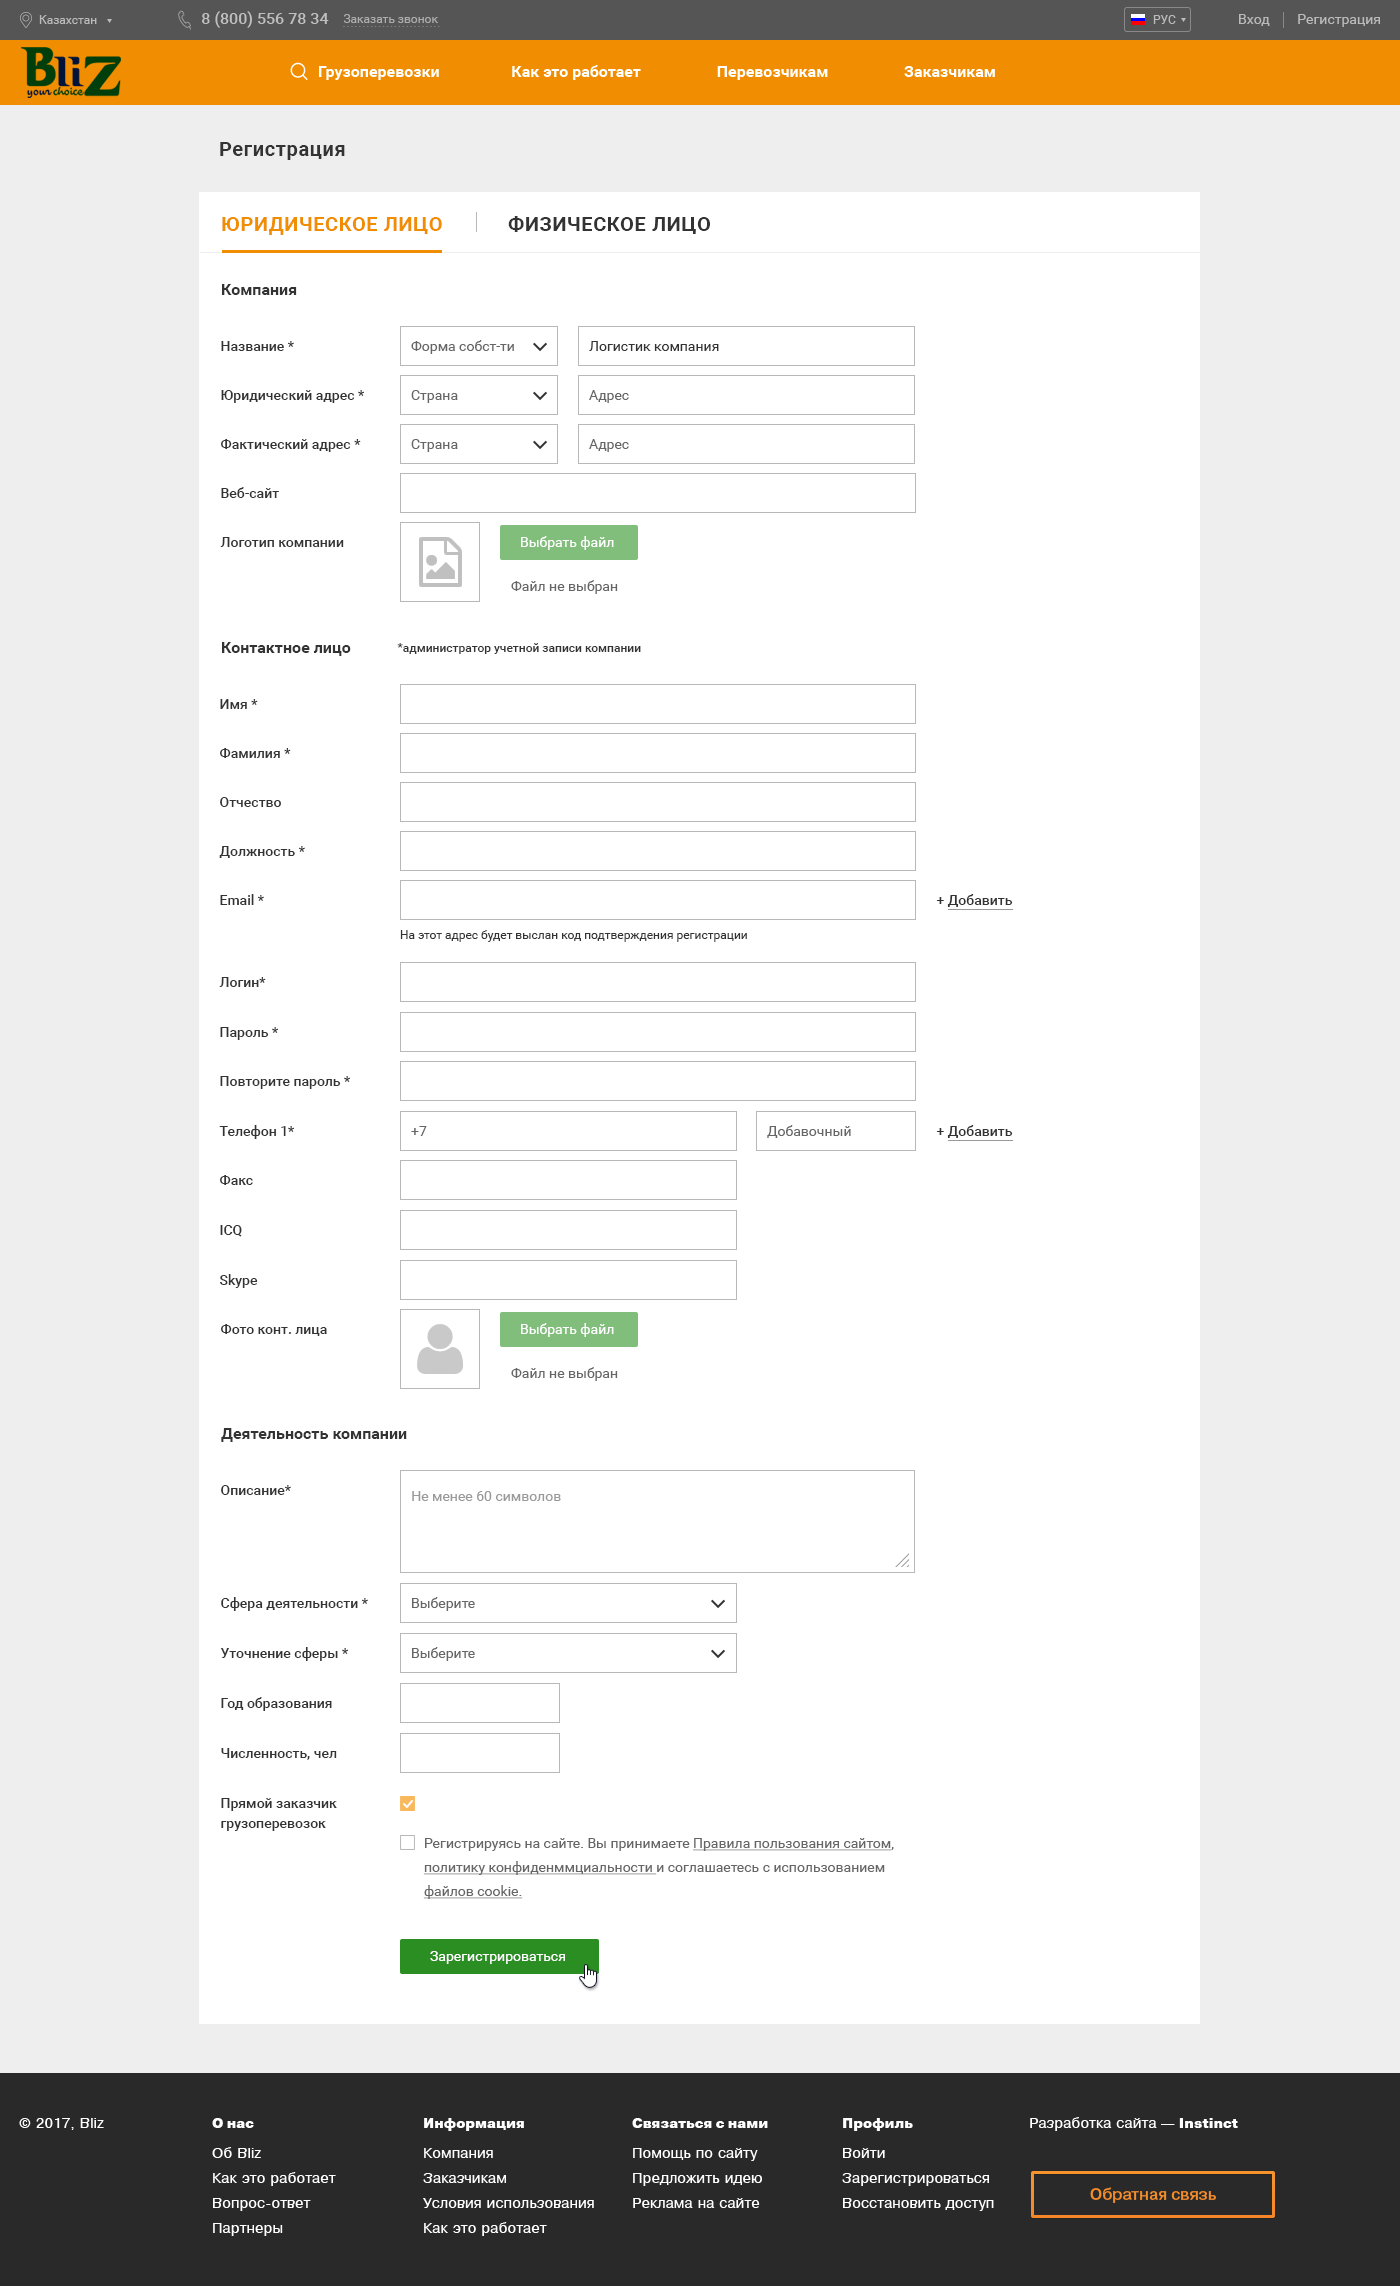 Казахстан
8 (800) 556 78 34
Заказать звонок
РУС
Вход
Регистрация
Bliz
your choice
Грузоперевозки
Как это работает
Перевозчикам
Заказчикам
Регистрация
ЮРИДИЧЕСКОЕ ЛИЦО
ФИЗИЧЕСКОЕ ЛИЦО
Компания
Название *
Форма собст-ти
Логистик компания
Юридический адрес *
Страна
Адрес
Фактический адрес *
Страна
Адрес
Веб-сайт
Логотип компании
Выбрать файл
Файл не выбран
Контактное лицо
*администратор учетной записи компании
Имя *
Фамилия *
Отчество
Должность *
Email *
+ Добавить
На этот адрес будет выслан код подтверждения регистрации
Логин*
Пароль *
Повторите пароль *
Телефон 1*
+7
Добавочный
+ Добавить
Факс
ICQ
Skype
Фото конт. лица
Выбрать файл
Файл не выбран
Деятельность компании
Описание*
Не менее 60 символов
Сфера деятельности *
Выберите
Уточнение сферы *
Выберите
Год образования
Численность, чел
Прямой заказчик
грузоперевозок
Регистрируясь на сайте. Вы принимаете Правила пользования сайтом,
политику конфиденммциальности и соглашаетесь с использованием
файлов cookie.
Зарегистрироваться
© 2017, Bliz
О нас
Об Bliz
Как это работает
Вопрос-ответ
Партнеры
Информация
Компания
Заказчикам
Условия использования
Как это работает
Связаться с нами
Помощь по сайту
Предложить идею
Реклама на сайте
Профиль
Войти
Зарегистрироваться
Восстановить доступ
Разработка сайта — Instinct
Обратная связь